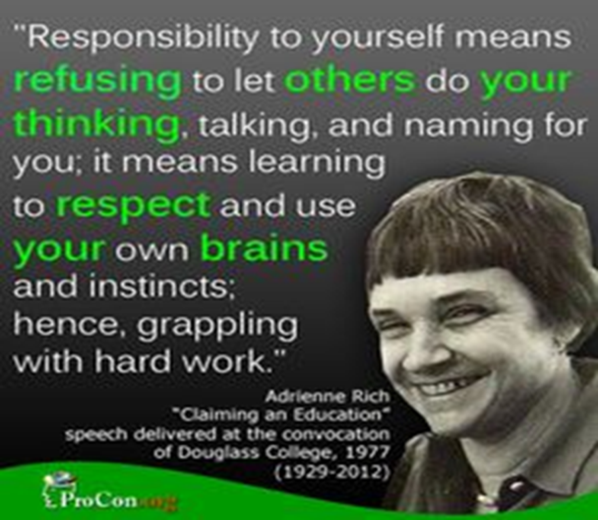 "Responsibility to yourself means
refusing to let others do your
thinking, talking, and naming for
you; it means learning
to respect and use
your own brains
and instincts;
hence, grappling
with hard work."
Adrienne Rich
"Claiming an Education"
speech delivered at the convocation
of Douglass College, 1977
(1929-2012)
ProCon.org